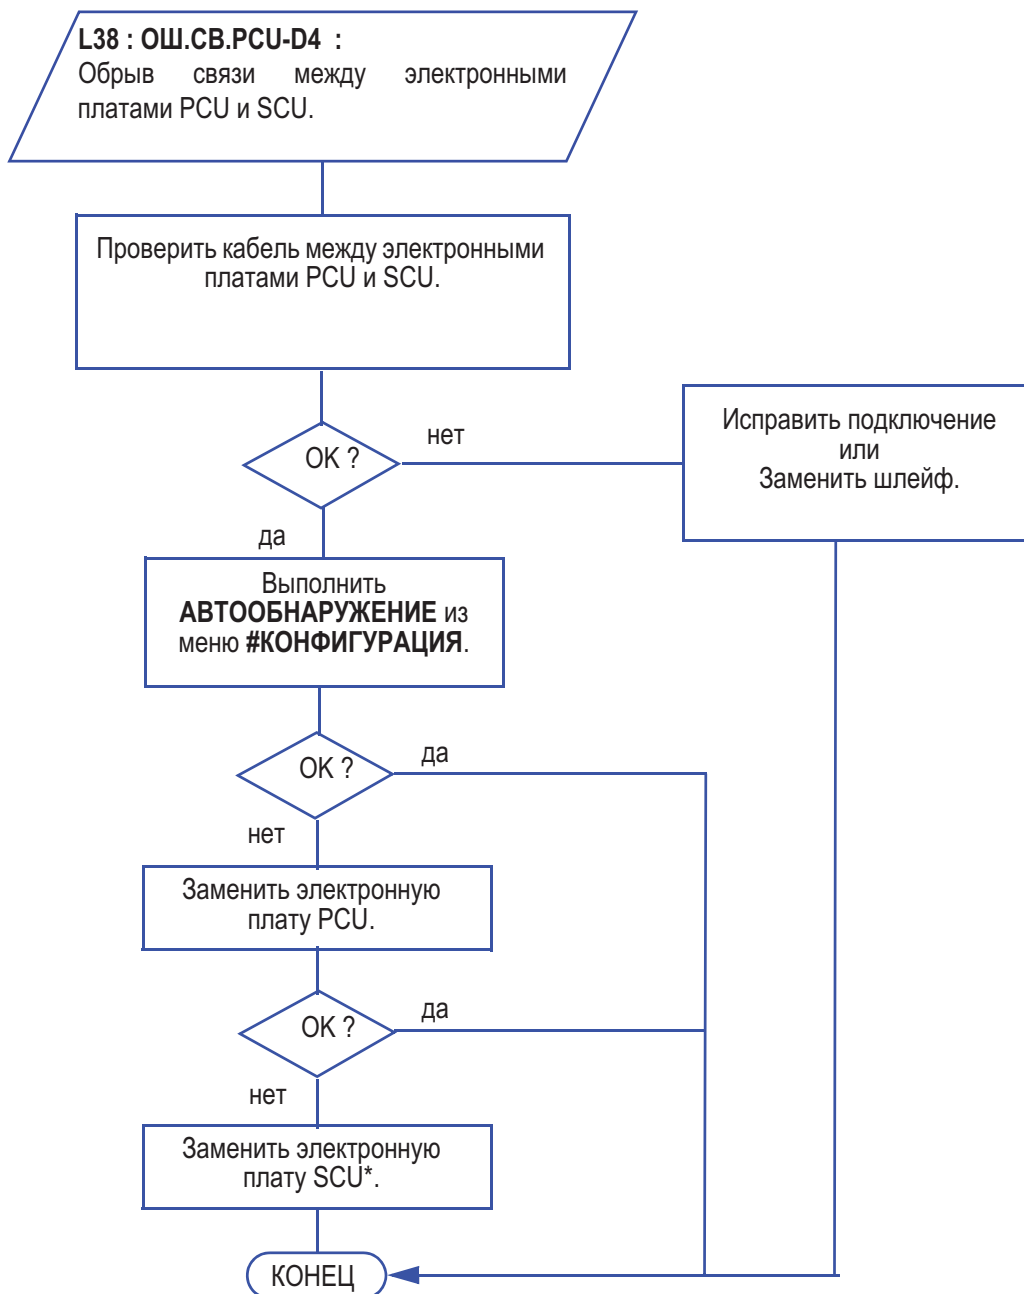 L38 : ОШ.СВ.PCU-D4 :
Обрыв связи между электронными
платами PCU и SCU.
Проверить кабель между электронными
платами PCU и SCU.
OK ?
нет
Исправить подключение
или
Заменить шлейф.
да
Выполнить
АВТООБНАРУЖЕНИЕ из
меню #КОНФИГУРАЦИЯ.
OK ?
да
нет
Заменить электронную
плату PCU.
OK ?
да
нет
Заменить электронную
плату SCU*.
КОНЕЦ